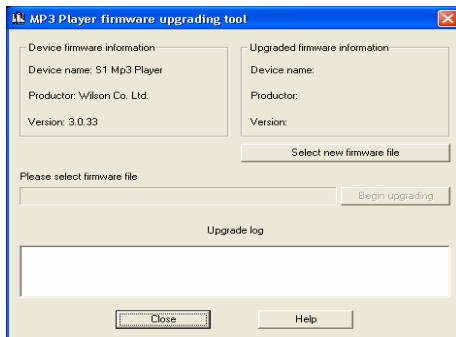 MP3 Player firmware upgrading tool
Device firmware information
Device name: S1 Mp3 Player
Productor: Wilson Co. Ltd.
Version: 3.0.33
Upgraded firmware information
Device name:
Productor:
Version:
Select new firmware file
Please select firmware file
Begin upgrading
Upgrade log
Close
Help